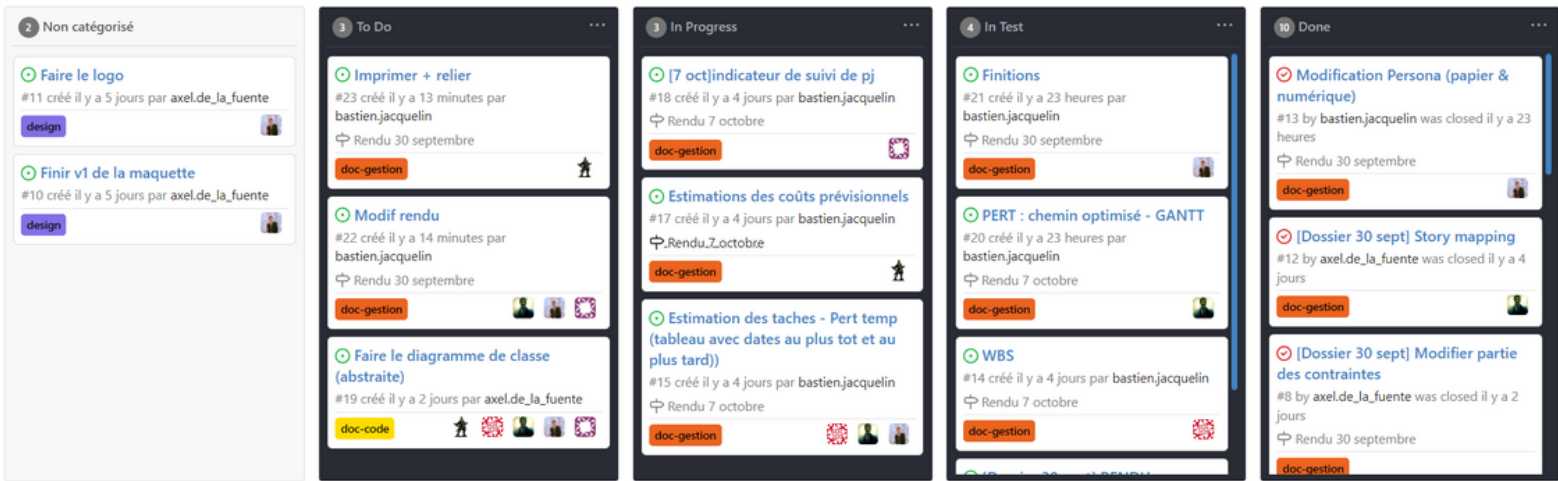 2 Non catégorisé
Faire le logo
#11 créé il y a 5 jours par axel.de_la_fuente
design
Finir v1 de la maquette
#10 créé il y a 5 jours par axel.de_la_fuente
design
3 To Do ...
Imprimer + relier
#23 créé il y a 13 minutes par
bastien.jacquelin
Rendu 30 septembre
doc-gestion
Modif rendu
#22 créé il y a 14 minutes par
bastien.jacquelin
Rendu 30 septembre
doc-gestion
Faire le diagramme de classe
(abstraite)
#19 créé il y a 2 jours par axel.de_la_fuente
doc-code
3 In Progress ...
[7 oct]indicateur de suivi de pj
#18 créé il y a 4 jours par bastien.jacquelin
Rendu 7 octobre
doc-gestion
Estimations des coûts prévisionnels
#17 créé il y a 4 jours par bastien.jacquelin
Rendu 7 octobre
doc-gestion
Estimation des taches - Pert temp
(tableau avec dates au plus tot et au
plus tard))
#15 créé il y a 4 jours par bastien.jacquelin
Rendu 7 octobre
doc-gestion
4 In Test ...
Finitions
#21 créé il y a 23 heures par
bastien.jacquelin
Rendu 30 septembre
doc-gestion
PERT : chemin optimisé - GANTT
#20 créé il y a 23 heures par
bastien.jacquelin
Rendu 7 octobre
doc-gestion
WBS
#14 créé il y a 4 jours par bastien.jacquelin
Rendu 7 octobre
doc-gestion
10 Done ...
Modification Persona (papier &
numérique)
#13 by bastien.jacquelin was closed il y a 23
heures
Rendu 30 septembre
doc-gestion
[Dossier 30 sept] Story mapping
#12 by axel.de_la_fuente was closed il y a 4
jours
doc-gestion
[Dossier 30 sept] Modifier partie
des contraintes
#8 by axel.de_la_fuente was closed il y a 2
jours
Rendu 30 septembre
doc-gestion